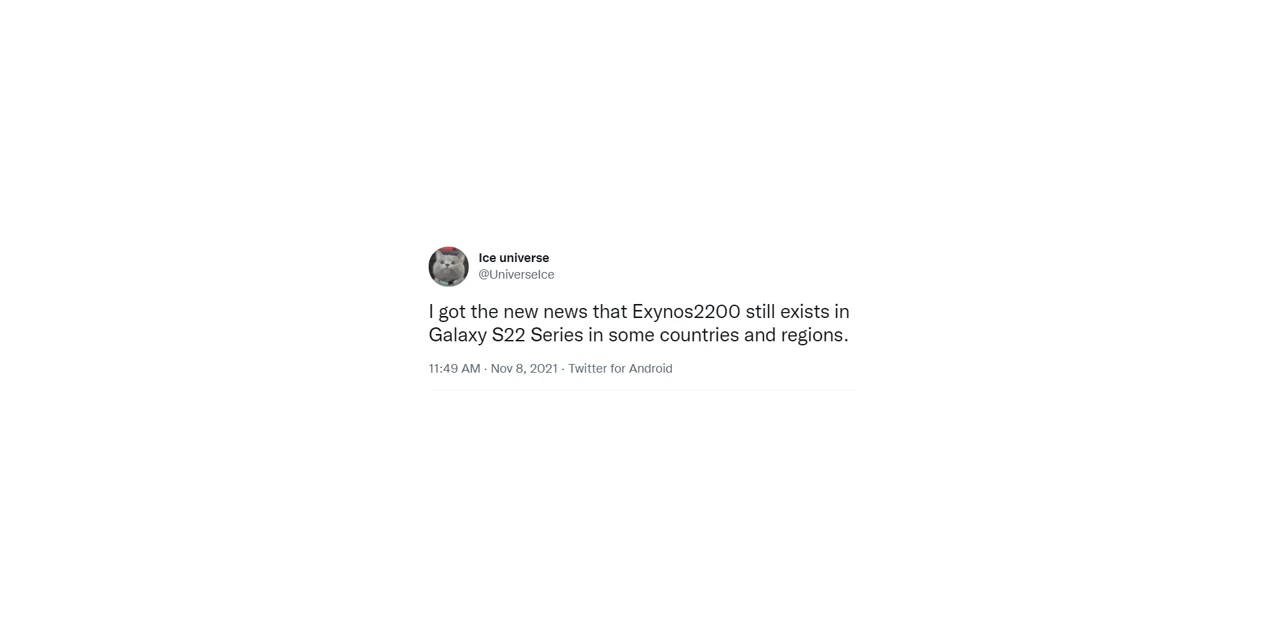 Ice universe
@UniverseIce
I got the new news that Exynos2200 still exists in
Galaxy S22 Series in some countries and regions.
11:49 AM · Nov 8, 2021 · Twitter for Android